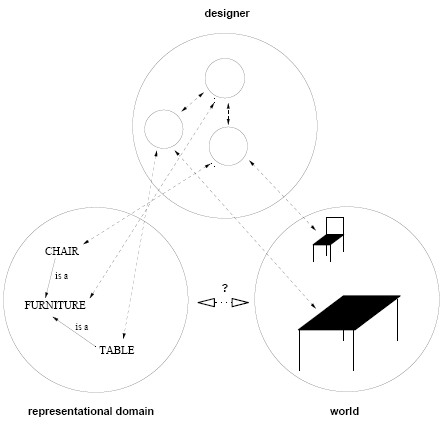 designer
CHAIR
is a
FURNITURE
is a
TABLE
?
representational domain
world